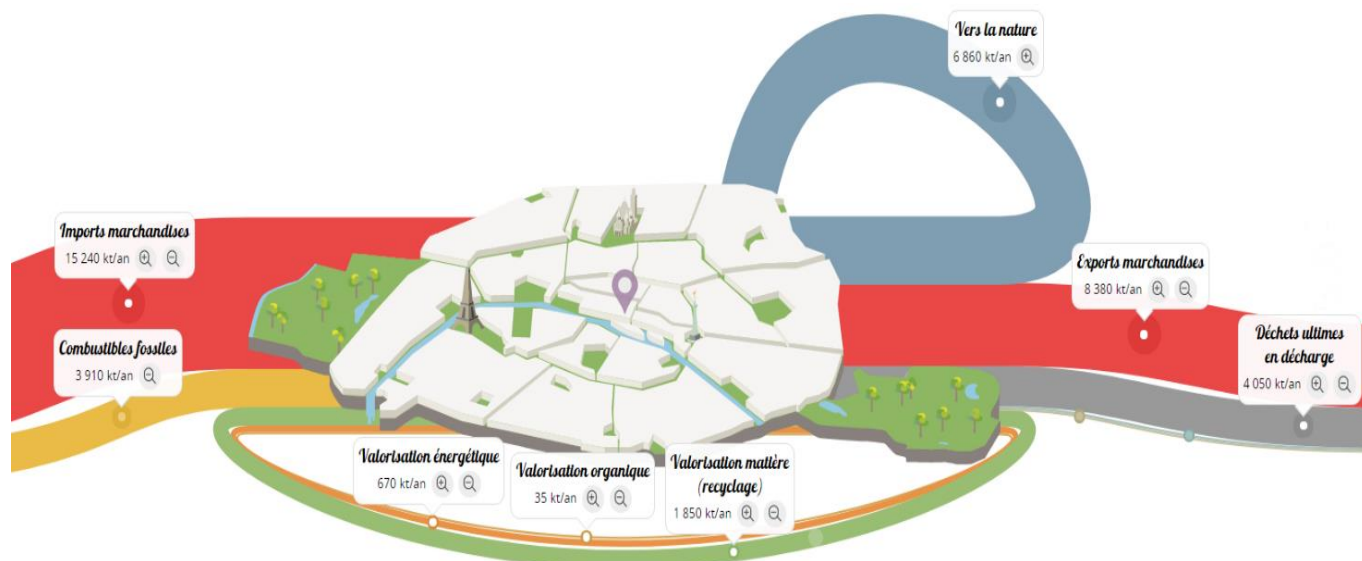 Vers la nature
6 860 kt/an
Imports marchandises
15 240 kt/an
Combustibles fossiles
3 910 kt/an
Exports marchandises
8 380 kt/an
Déchets ultimes
en décharge
4 050 kt/an
Valorisation énergétique
670 kt/an
Valorisation organique
35 kt/an
Valorisation matière
(recyclage)
1 850 kt/an